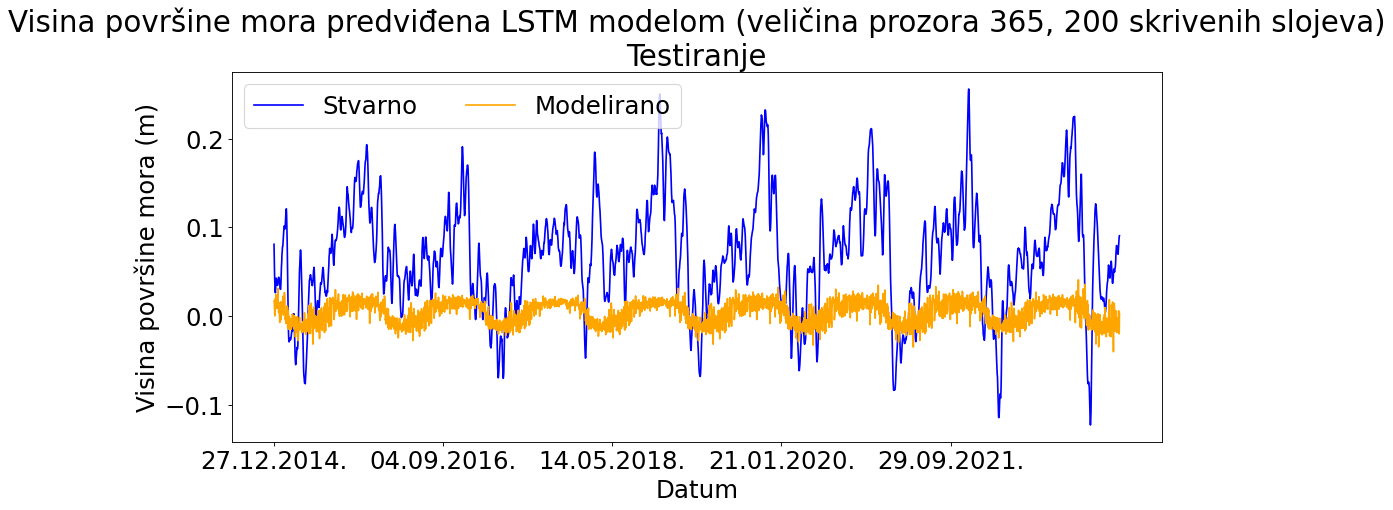 Visina površine mora predviđena LSTM modelom (veličina prozora 365, 200 skrivenih slojeva)
Testiranje
Stvarno
Modelirano
Visina površine mora (m)
0.2
0.1
0.0
−0.1
27.12.2014. 04.09.2016. 14.05.2018. 21.01.2020. 29.09.2021.
Datum